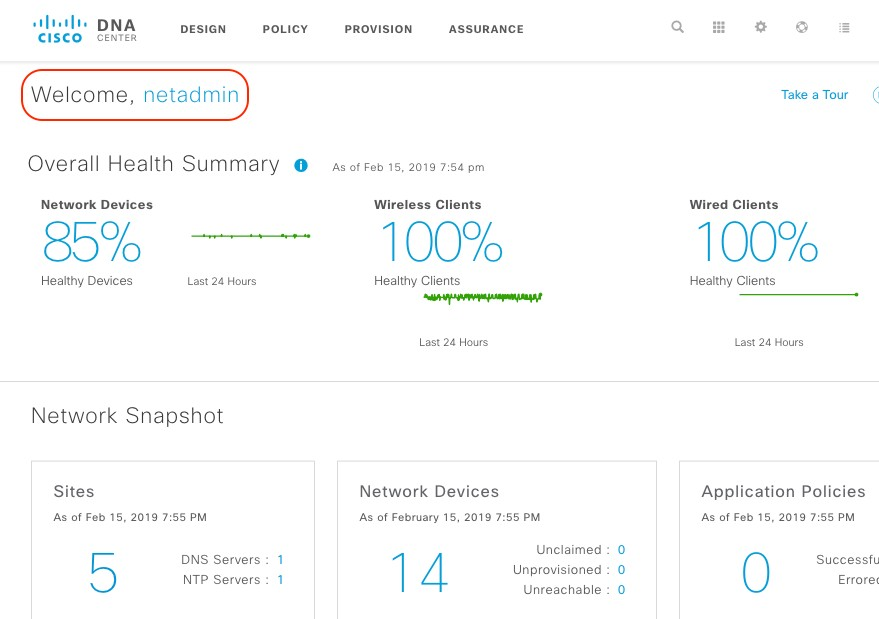 CISCO DNA CENTER DESIGN POLICY PROVISION ASSURANCE
Welcome, netadmin
Take a Tour
Overall Health Summary As of Feb 15, 2019 7:54 pm
Network Devices Wireless Clients Wired Clients
85% 100% 100%
Healthy Devices Last 24 Hours Healthy Clients Healthy Clients
Last 24 Hours Last 24 Hours
Network Snapshot
Sites
As of Feb 15, 2019 7:55 PM
5
DNS Servers : 1
NTP Servers : 1
Network Devices
As of February 15, 2019 7:55 PM
14
Unclaimed : 0
Unprovisioned : 0
Unreachable : 0
Application Policies
As of Feb 15, 2019 7:55 PM
0
Successfu
Errored